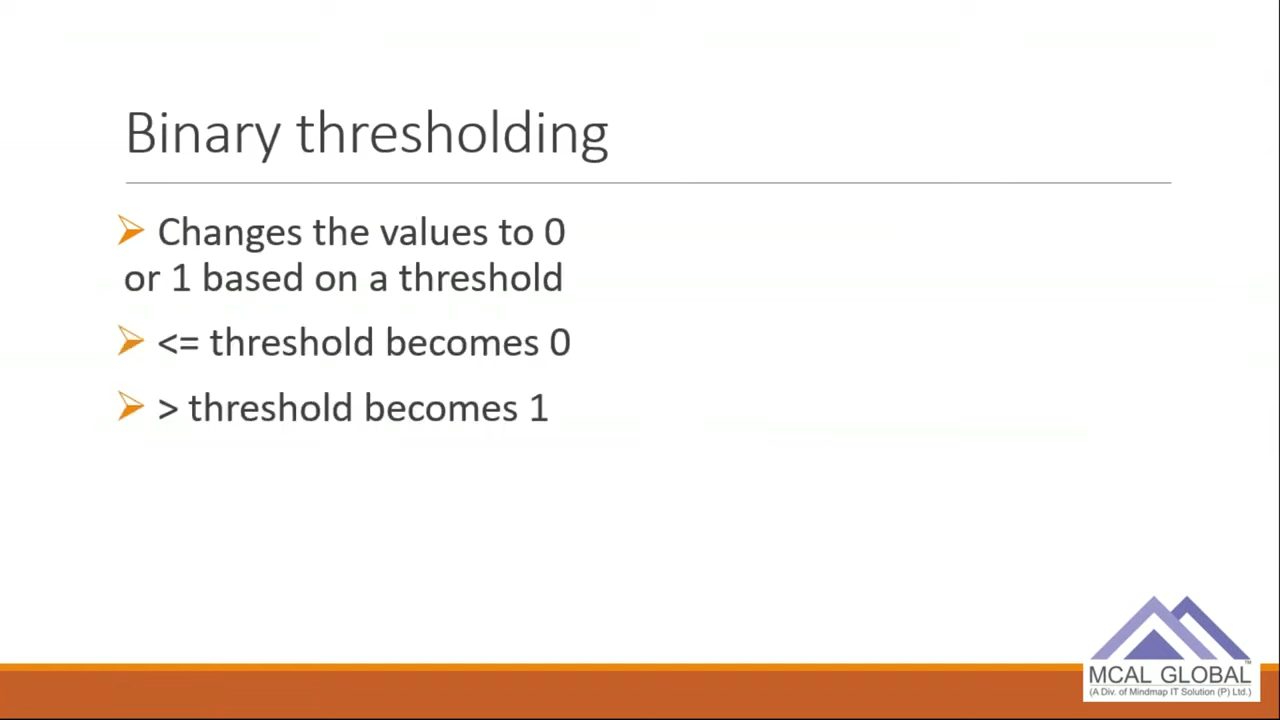 Binary thresholding
Changes the values to 0
or 1 based on a threshold
<= threshold becomes 0
> threshold becomes 1
MCAL GLOBAL™
(A Div. of Mindmap IT Solution (P) Ltd.)